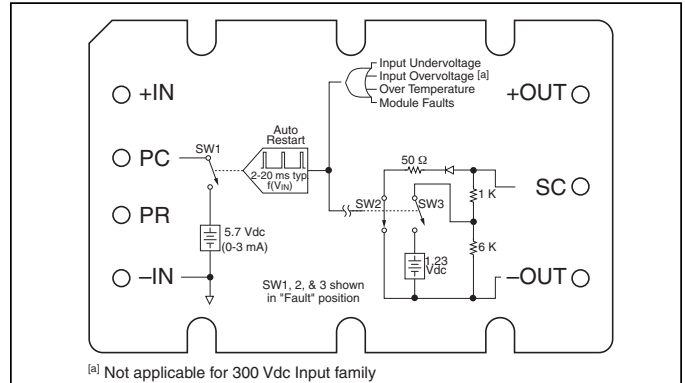 Input Undervoltage
Input Overvoltage [a]
Over Temperature
Module Faults
+IN
+OUT
Auto
Restart
PC
SW1
2-20 ms typ.
f(VIN)
50 Ω
SC
1 K
PR
SW2
SW3
5.7 Vdc
(0-3 mA)
6 K
1.23
Vdc
–IN
–OUT
SW1, 2, & 3 shown
in "Fault" position
[a] Not applicable for 300 Vdc Input family